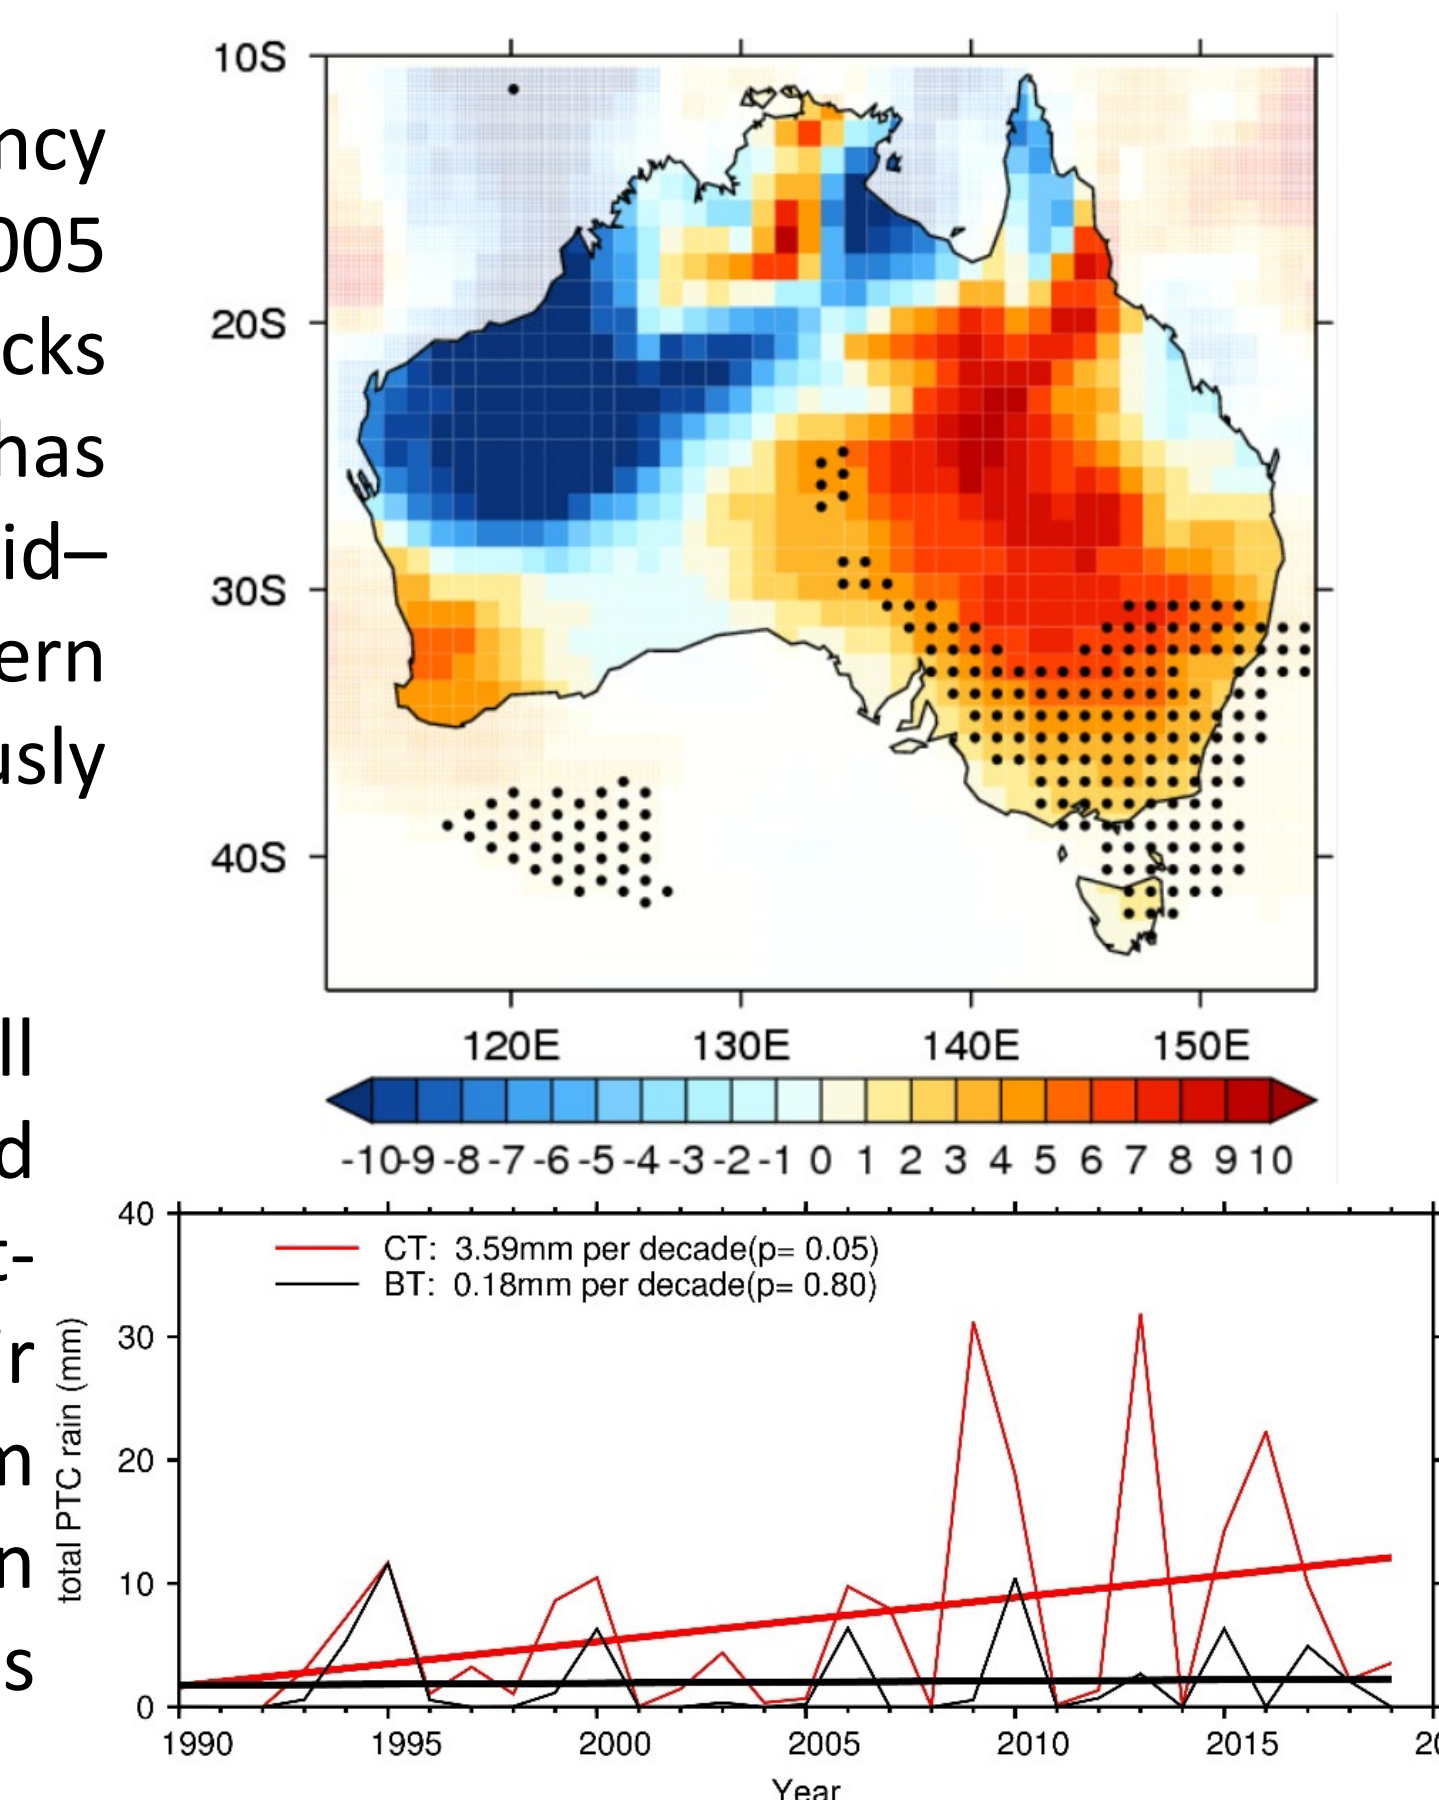 ncy
005
cks
has
id–
ern
usly
ll
d
t-
ir
m
n
s
10S
20S
30S
40S
120E 130E 140E 150E
-10 -9 -8 -7 -6 -5 -4 -3 -2 -1 0 1 2 3 4 5 6 7 8 9 10
CT: 3.59mm per decade(p= 0.05)
BT: 0.18mm per decade(p= 0.80)
total PTC rain (mm)
40
30
20
10
0
1990 1995 2000 2005 2010 2015 20
Year